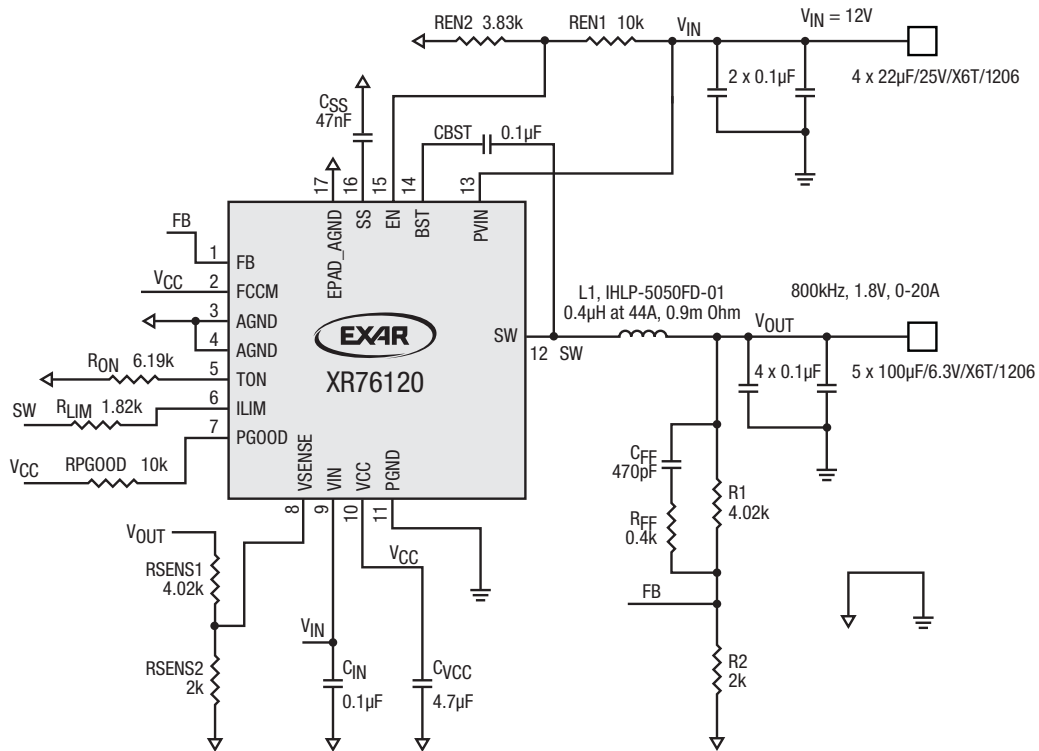 REN2 3.83k
REN1 10k
VIN
VIN = 12V
2 x 0.1µF
4 x 22µF/25V/X6T/1206
CSS
47nF
CBST 0.1µF
17
16
15
14
13
EPAD_AGND
SS
EN
BST
PVIN
FB
1 FB
VCC 2 FCCM
3 AGND
4 AGND
RON 6.19k 5 TON
SW RLIM 1.82k 6 ILIM
7 PGOOD
VCC RPGOOD 10k
EXAR
XR76120
SW
12 SW
L1, IHLP-5050FD-01
0.4µH at 44A, 0.9m Ohm
800kHz, 1.8V, 0-20A
VOUT
4 x 0.1µF
5 x 100µF/6.3V/X6T/1206
VSENSE
VIN
VCC
PGND
8
9
10
11
VOUT
RSENS1
4.02k
RSENS2
2k
VCC
VIN
CIN
0.1µF
CVCC
4.7µF
CFF
470pF
RFF
0.4k
R1
4.02k
FB
R2
2k